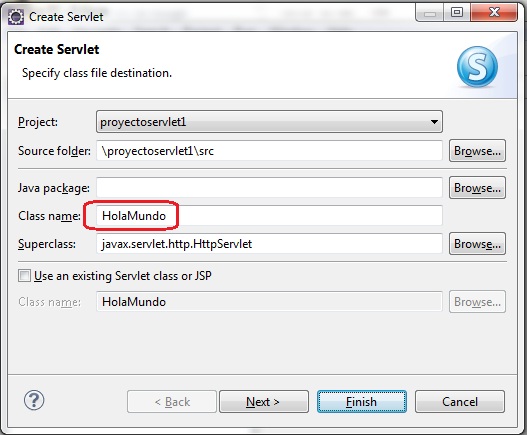 Create Servlet
Create Servlet
Specify class file destination.
S
Project: proyectoservlet1
Source folder: \proyectoservlet1\src Browse...
Java package: Browse...
Class name: HolaMundo
Superclass: javax.servlet.http.HttpServlet Browse...
Use an existing Servlet class or JSP
Class name: HolaMundo Browse...
? < Back Next > Finish Cancel